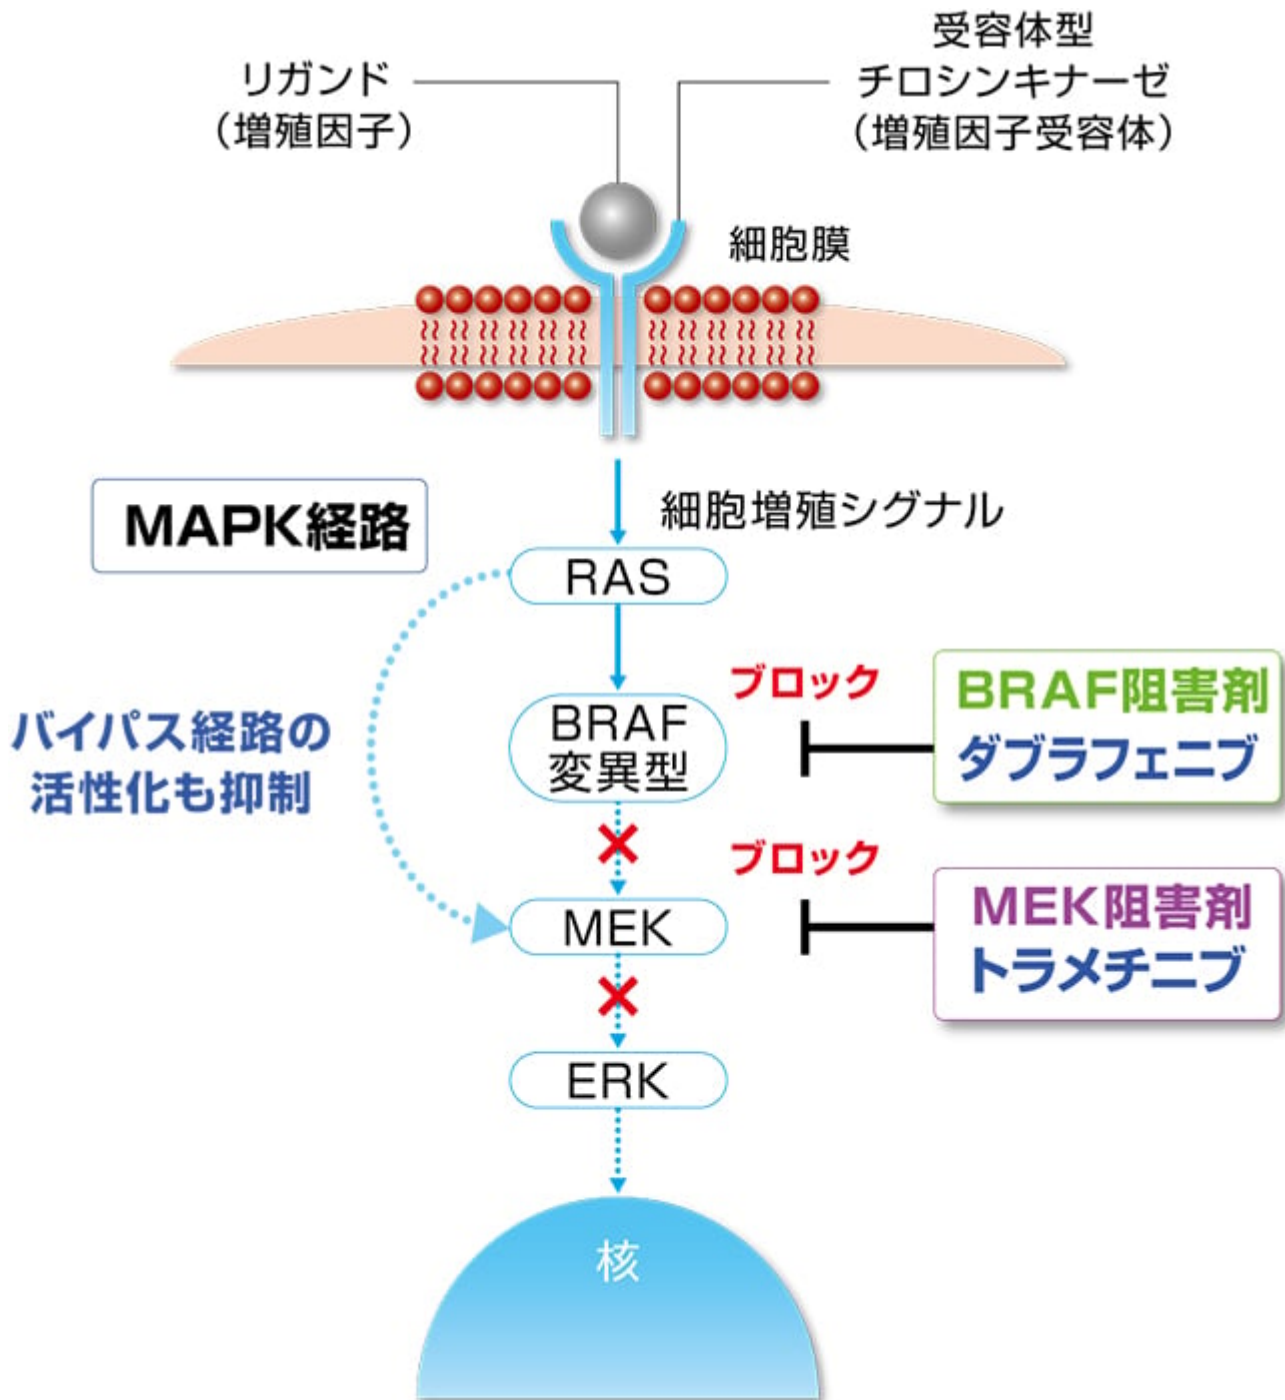 リガンド
（増殖因子）
受容体型
チロシンキナーゼ
（増殖因子受容体）
細胞膜
MAPK経路
細胞増殖シグナル
RAS
バイパス経路の
活性化も抑制
BRAF
変異型
ブロック
BRAF阻害剤
ダブラフェニブ
ブロック
MEK
MEK阻害剤
トラメチニブ
ERK
核